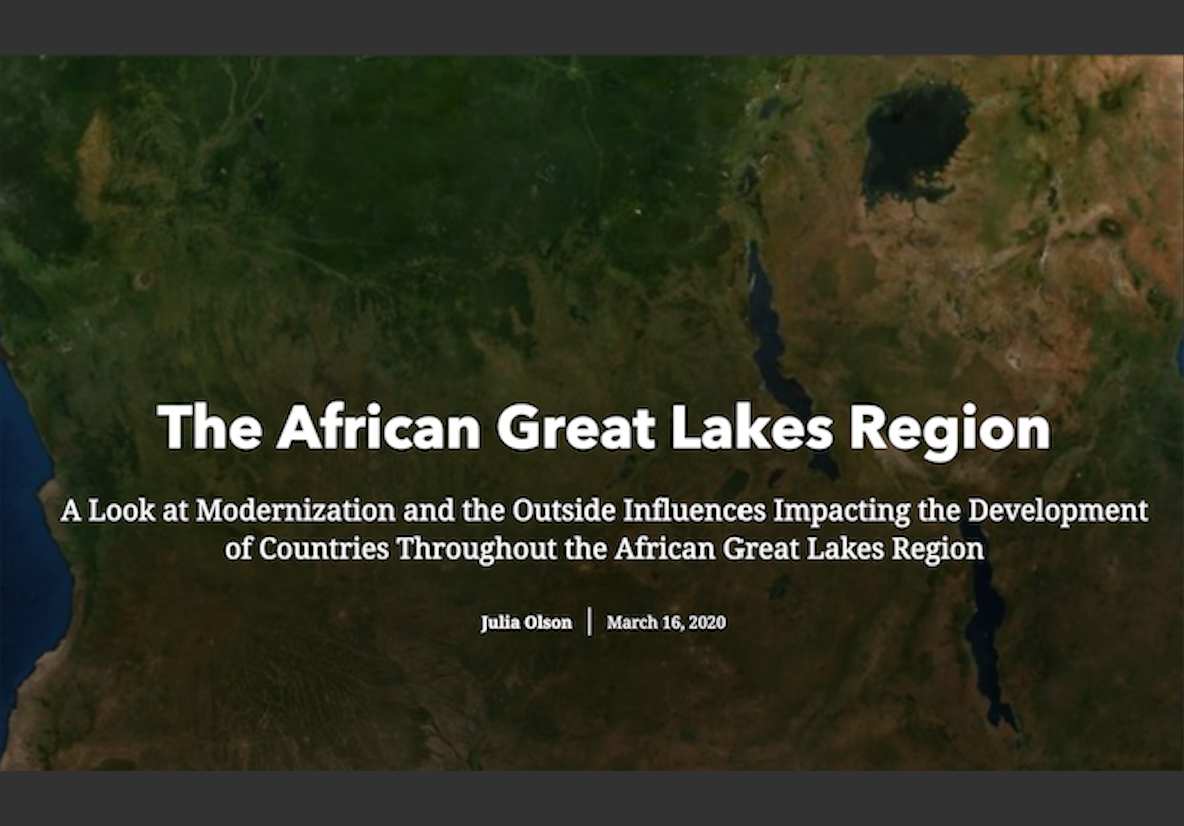 The African Great Lakes Region
A Look at Modernization and the Outside Influences Impacting the Development
of Countries Throughout the African Great Lakes Region
Julia Olson | March 16, 2020